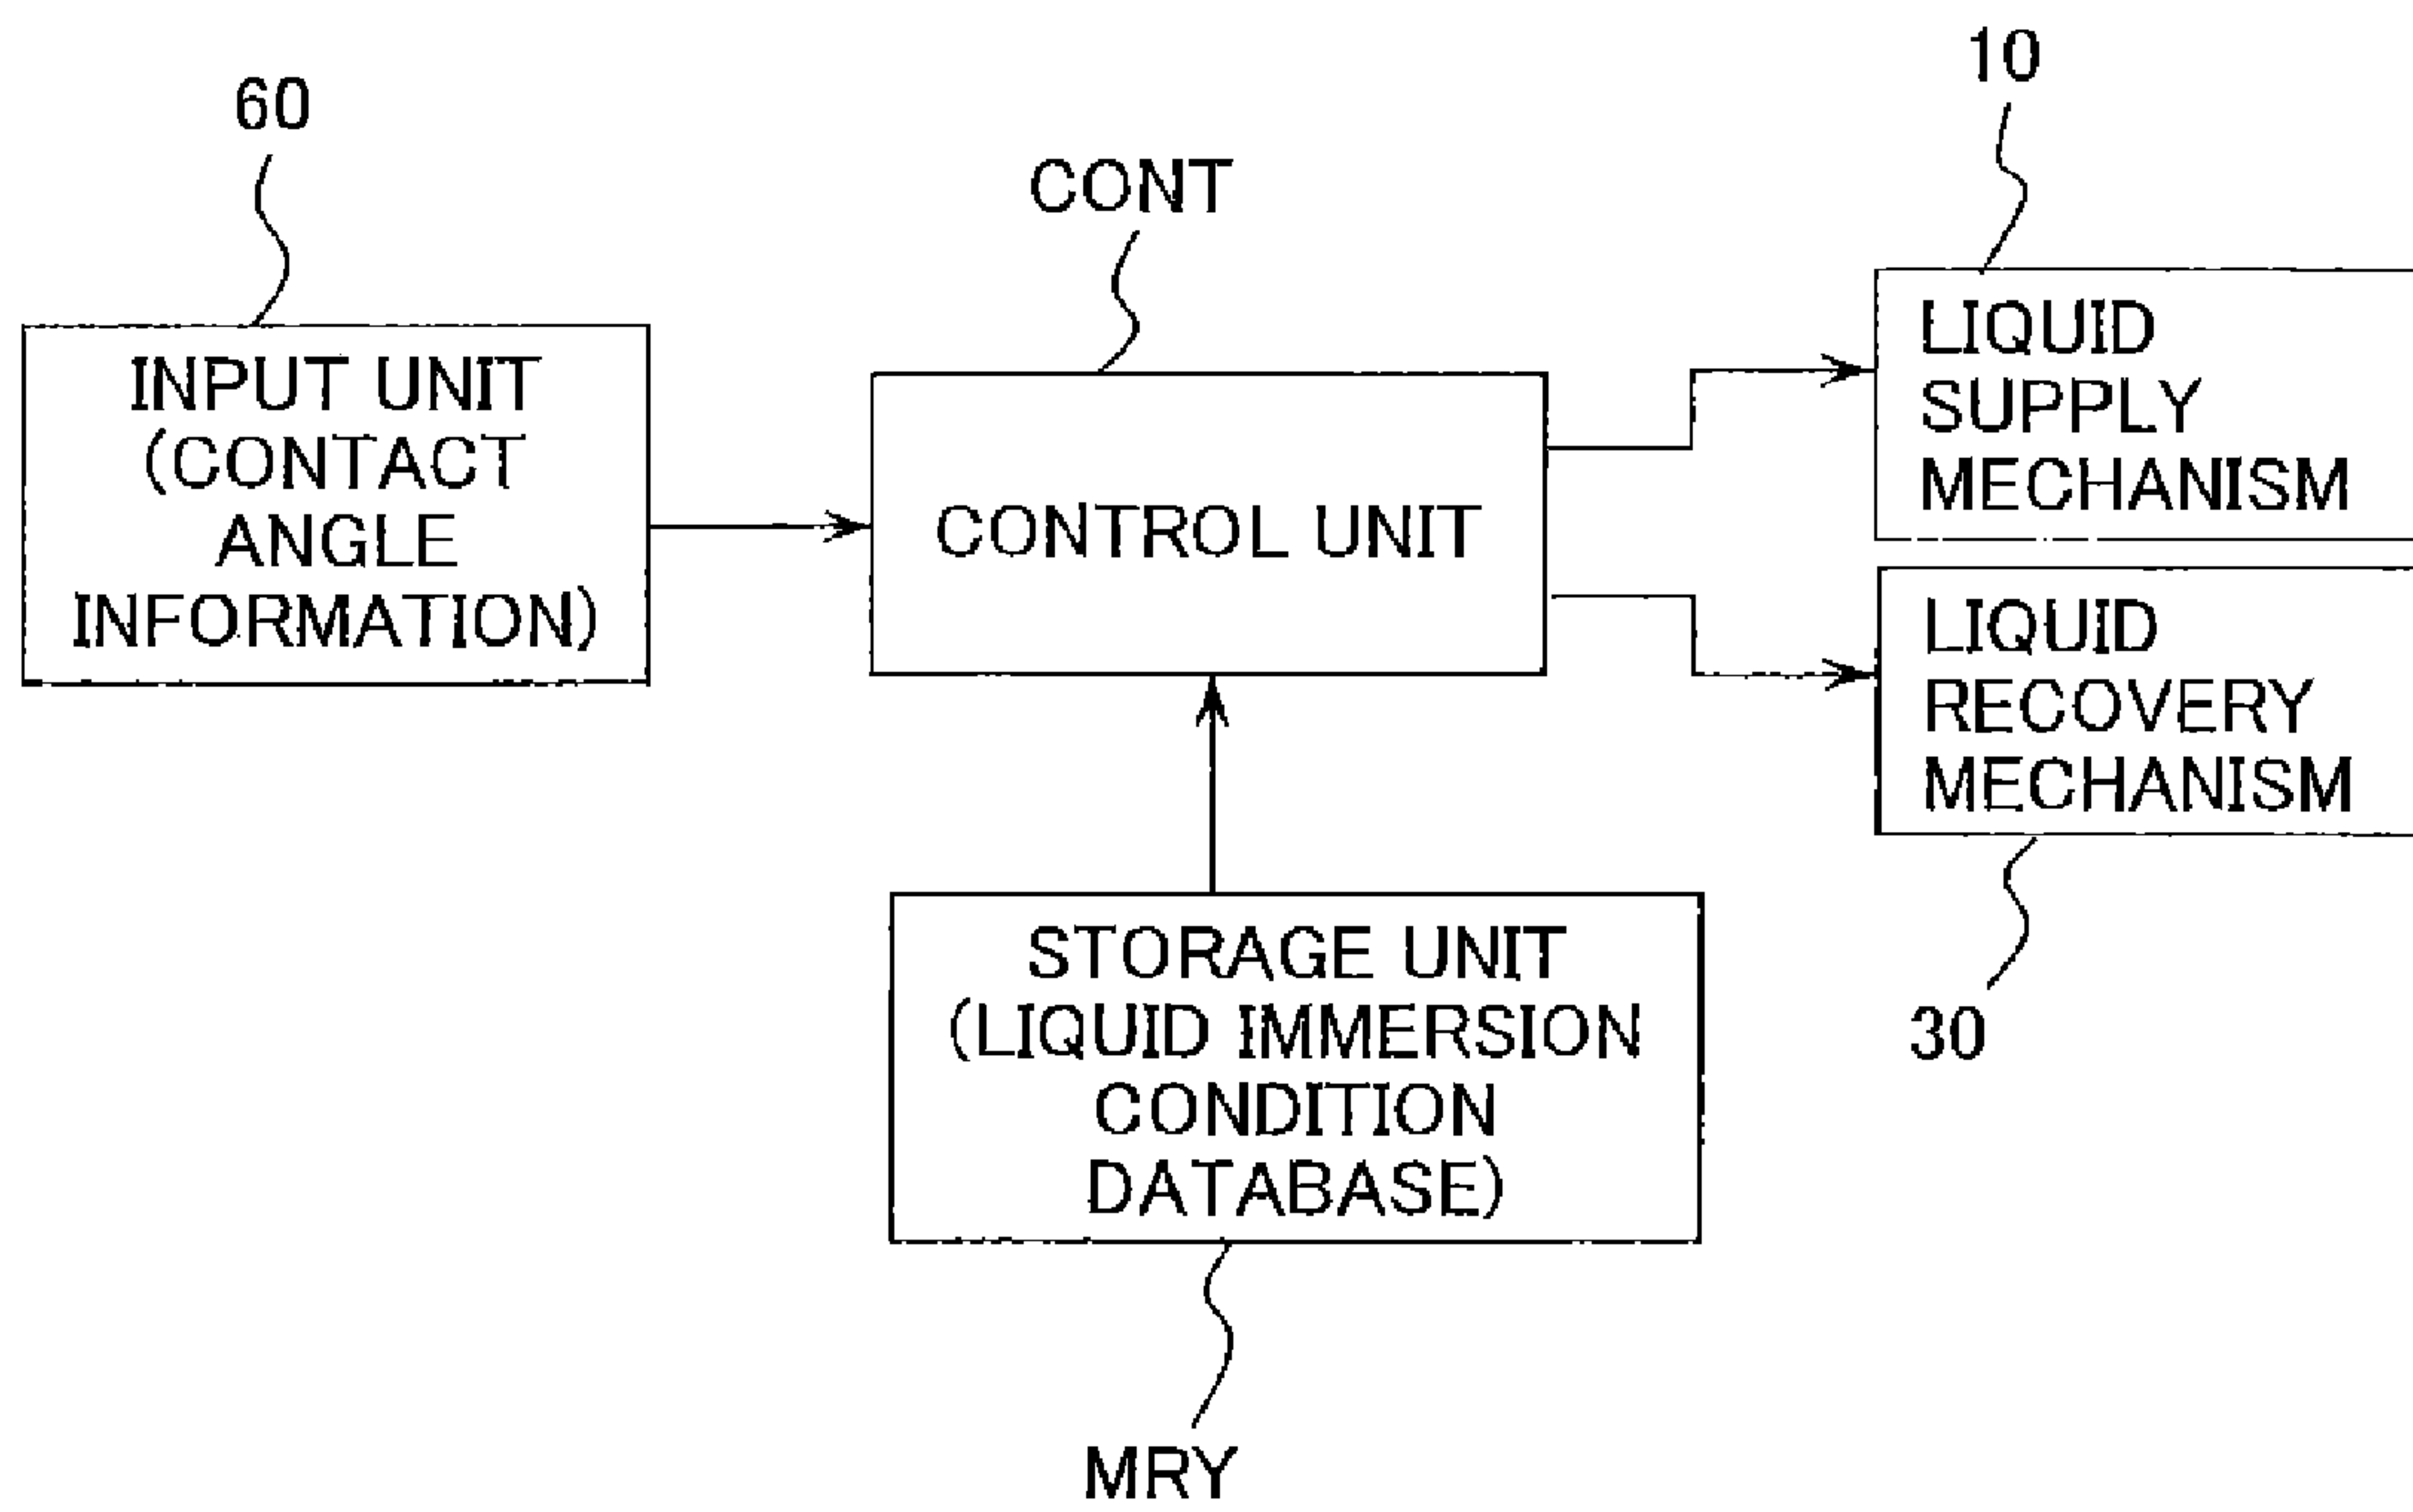 60
INPUT UNIT
(CONTACT
ANGLE
INFORMATION)
CONT
CONTROL UNIT
10
LIQUID
SUPPLY
MECHANISM
LIQUID
RECOVERY
MECHANISM
30
STORAGE UNIT
(LIQUID IMMERSION
CONDITION
DATABASE)
MRY